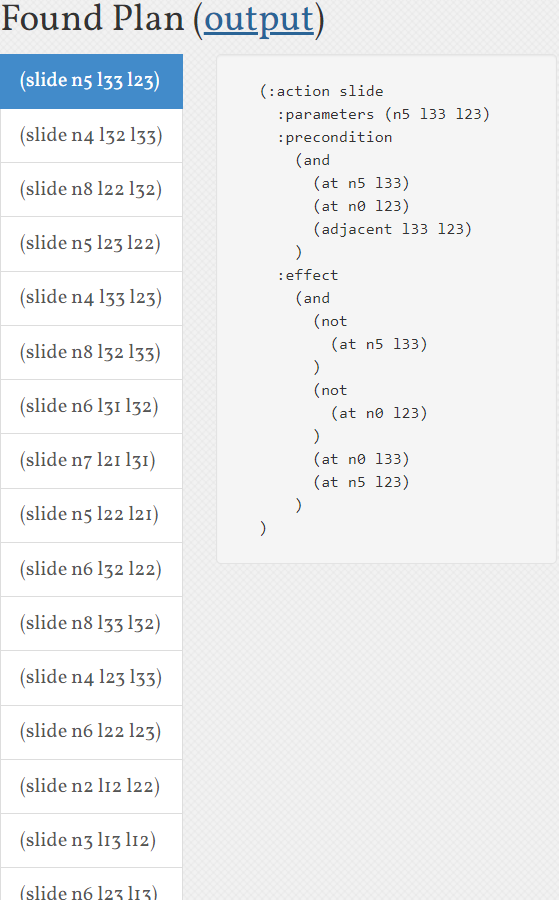 Found Plan (output)
(slide n5 l33 l23)
(slide n4 l32 l33)
(slide n8 l22 l32)
(slide n5 l23 l22)
(slide n4 l33 l23)
(slide n8 l32 l33)
(slide n6 l31 l32)
(slide n7 l21 l31)
(slide n5 l22 l21)
(slide n6 l32 l22)
(slide n8 l33 l32)
(slide n4 l23 l33)
(slide n6 l22 l23)
(slide n2 l12 l22)
(slide n3 l13 l12)
(slide n6 l23 l13)
(:action slide
  :parameters (n5 l33 l23)
  :precondition
    (and
      (at n5 l33)
      (at n0 l23)
      (adjacent l33 l23)
    )
  :effect
    (and
      (not
        (at n5 l33)
      )
      (not
        (at n0 l23)
      )
      (at n0 l33)
      (at n5 l23)
    )
)